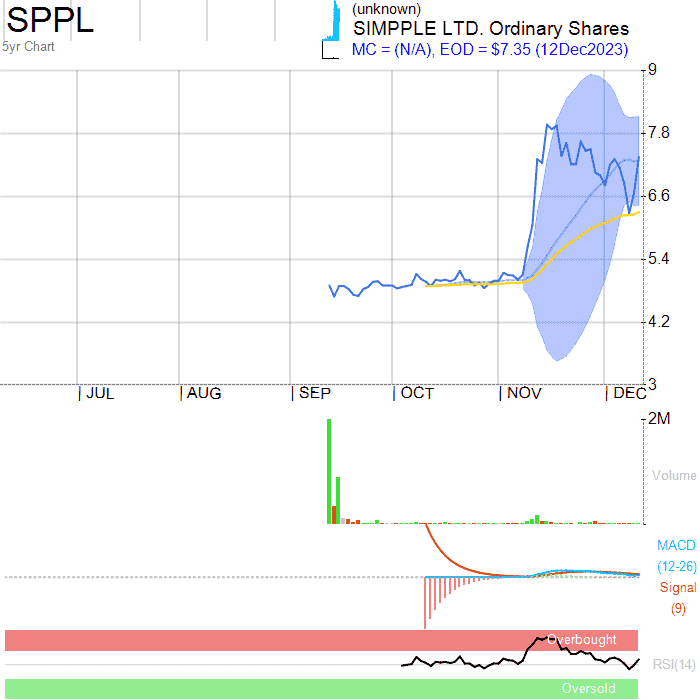 SPPL
(unknown)
SIMPPLE LTD. Ordinary Shares
5yr Chart
MC = (N/A), EOD = $7.35 (12Dec2023)
9
7.8
6.6
5.4
4.2
3
JUL AUG SEP OCT NOV DEC
2M
Volume
MACD
(12-26)
Signal
(9)
Overbought
RSI(14)
Oversold